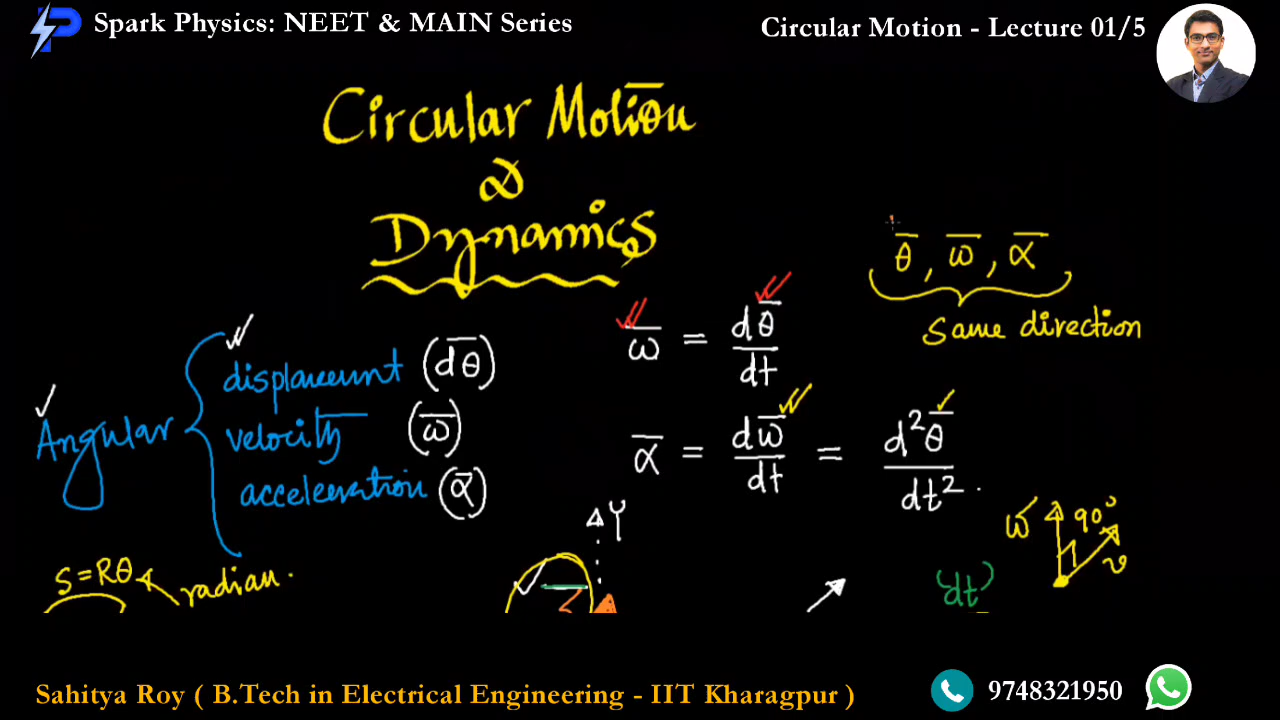 Spark Physics: NEET & MAIN Series
Circular Motion - Lecture 01/5
Circular Motion
&
Dynamics
θ̅ , ω̅ , α̅
Same direction
ω̅ = dθ̅/dt
α̅ = dω̅/dt = d²θ̅/dt²
Angular
displacement (dθ̅)
velocity (ω̅)
acceleration (α̅)
S = Rθ
radian.
Y
(dt)
ω
90°
v
Sahitya Roy ( B.Tech in Electrical Engineering - IIT Kharagpur )
9748321950